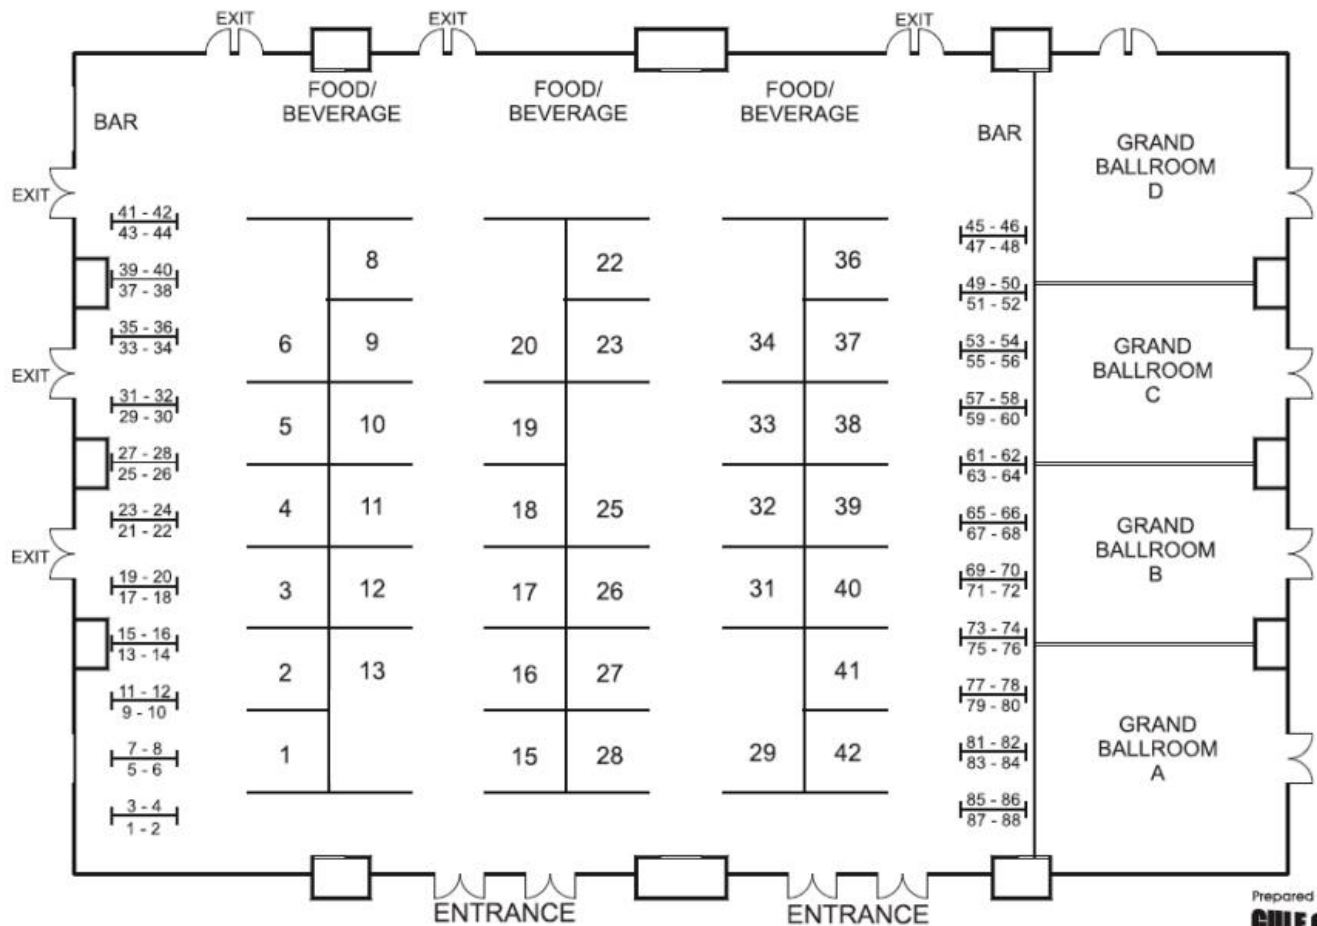 EXIT
EXIT
EXIT
FOOD/
BEVERAGE
FOOD/
BEVERAGE
FOOD/
BEVERAGE
BAR
BAR
GRAND
BALLROOM
D
EXIT
41 - 42
43 - 44
39 - 40
37 - 38
35 - 36
33 - 34
EXIT
31 - 32
29 - 30
27 - 28
25 - 26
23 - 24
21 - 22
EXIT
19 - 20
17 - 18
15 - 16
13 - 14
11 - 12
9 - 10
7 - 8
5 - 6
3 - 4
1 - 2
8
6 9
5 10
4 11
3 12
2 13
1
22
20 23
19
18 25
17 26
16 27
15 28
36
34 37
33 38
32 39
31 40
41
29 42
45 - 46
47 - 48
49 - 50
51 - 52
53 - 54
55 - 56
57 - 58
59 - 60
61 - 62
63 - 64
65 - 66
67 - 68
69 - 70
71 - 72
73 - 74
75 - 76
77 - 78
79 - 80
81 - 82
83 - 84
85 - 86
87 - 88
GRAND
BALLROOM
C
GRAND
BALLROOM
B
GRAND
BALLROOM
A
ENTRANCE
ENTRANCE
Prepared